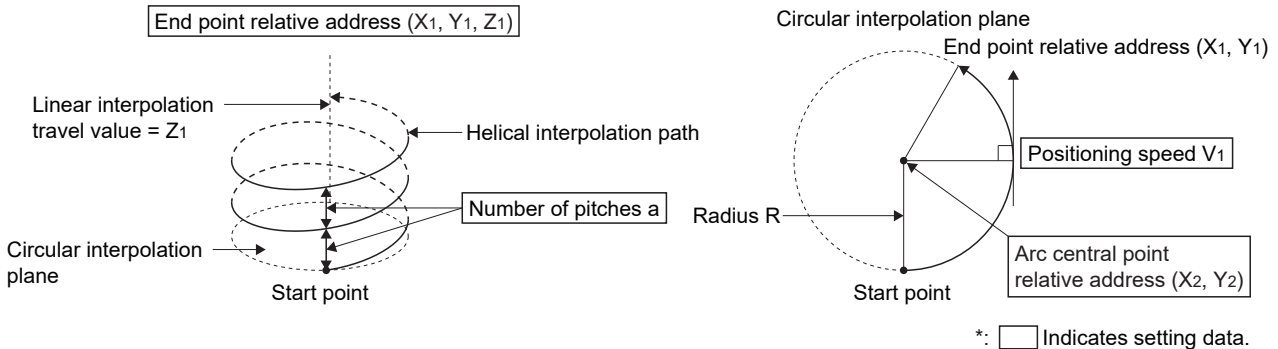 End point relative address (X1, Y1, Z1)
Linear interpolation
travel value = Z1
Helical interpolation path
Number of pitches a
Circular interpolation
plane
Start point
Circular interpolation plane
End point relative address (X1, Y1)
Positioning speed V1
Radius R
Arc central point
relative address (X2, Y2)
Start point
*: Indicates setting data.